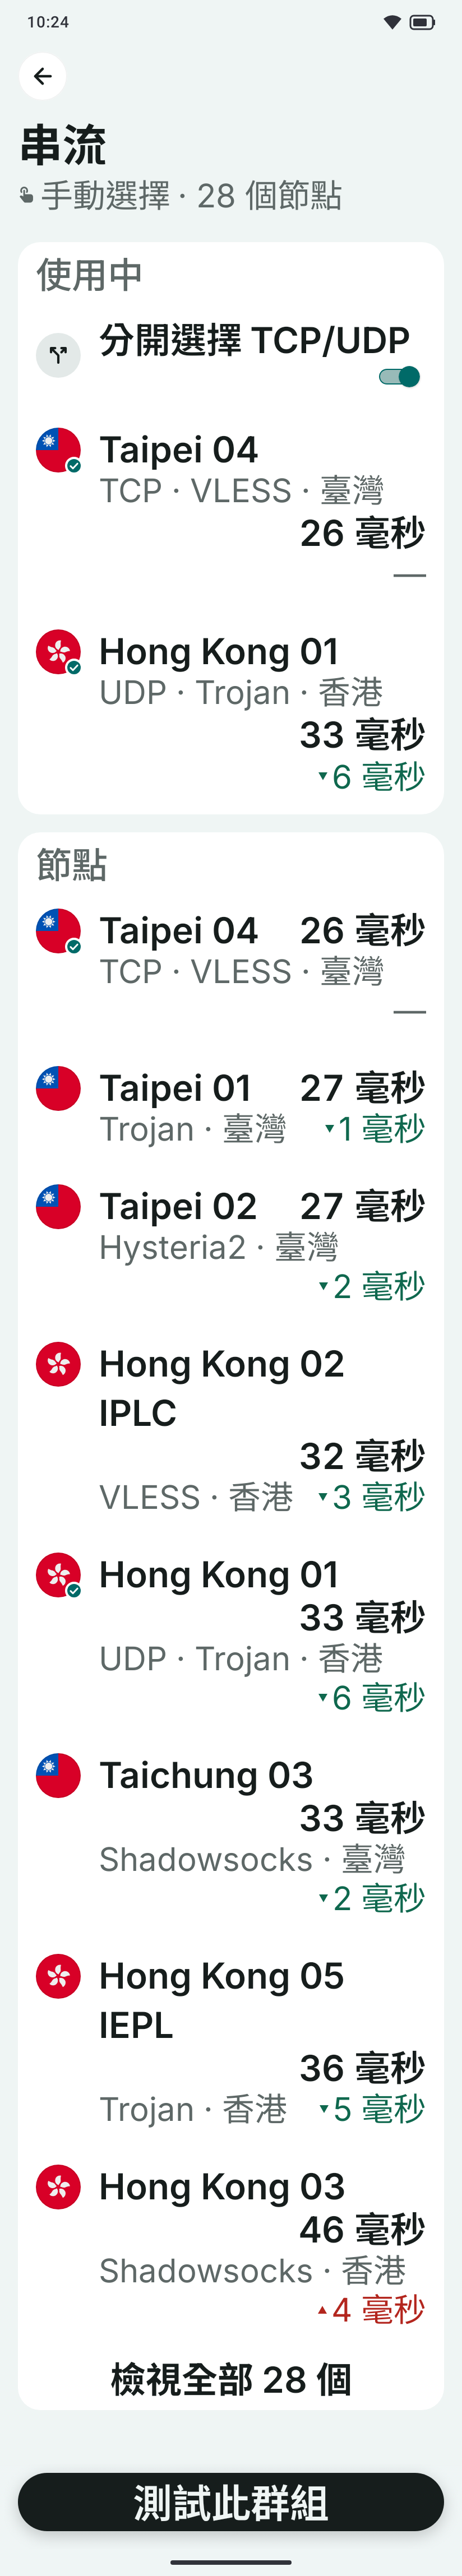 10:24
串流
手動選擇 · 28 個節點
使用中
分開選擇 TCP/UDP
Taipei 04
TCP · VLESS · 臺灣
26 毫秒
—
Hong Kong 01
UDP · Trojan · 香港
33 毫秒
▼6 毫秒
節點
Taipei 04 26 毫秒
TCP · VLESS · 臺灣
—
Taipei 01 27 毫秒
Trojan · 臺灣 ▼1 毫秒
Taipei 02 27 毫秒
Hysteria2 · 臺灣
▼2 毫秒
Hong Kong 02
IPLC
32 毫秒
VLESS · 香港 ▼3 毫秒
Hong Kong 01
33 毫秒
UDP · Trojan · 香港
▼6 毫秒
Taichung 03
33 毫秒
Shadowsocks · 臺灣
▼2 毫秒
Hong Kong 05
IEPL
36 毫秒
Trojan · 香港 ▼5 毫秒
Hong Kong 03
46 毫秒
Shadowsocks · 香港
▲4 毫秒
檢視全部 28 個
測試此群組